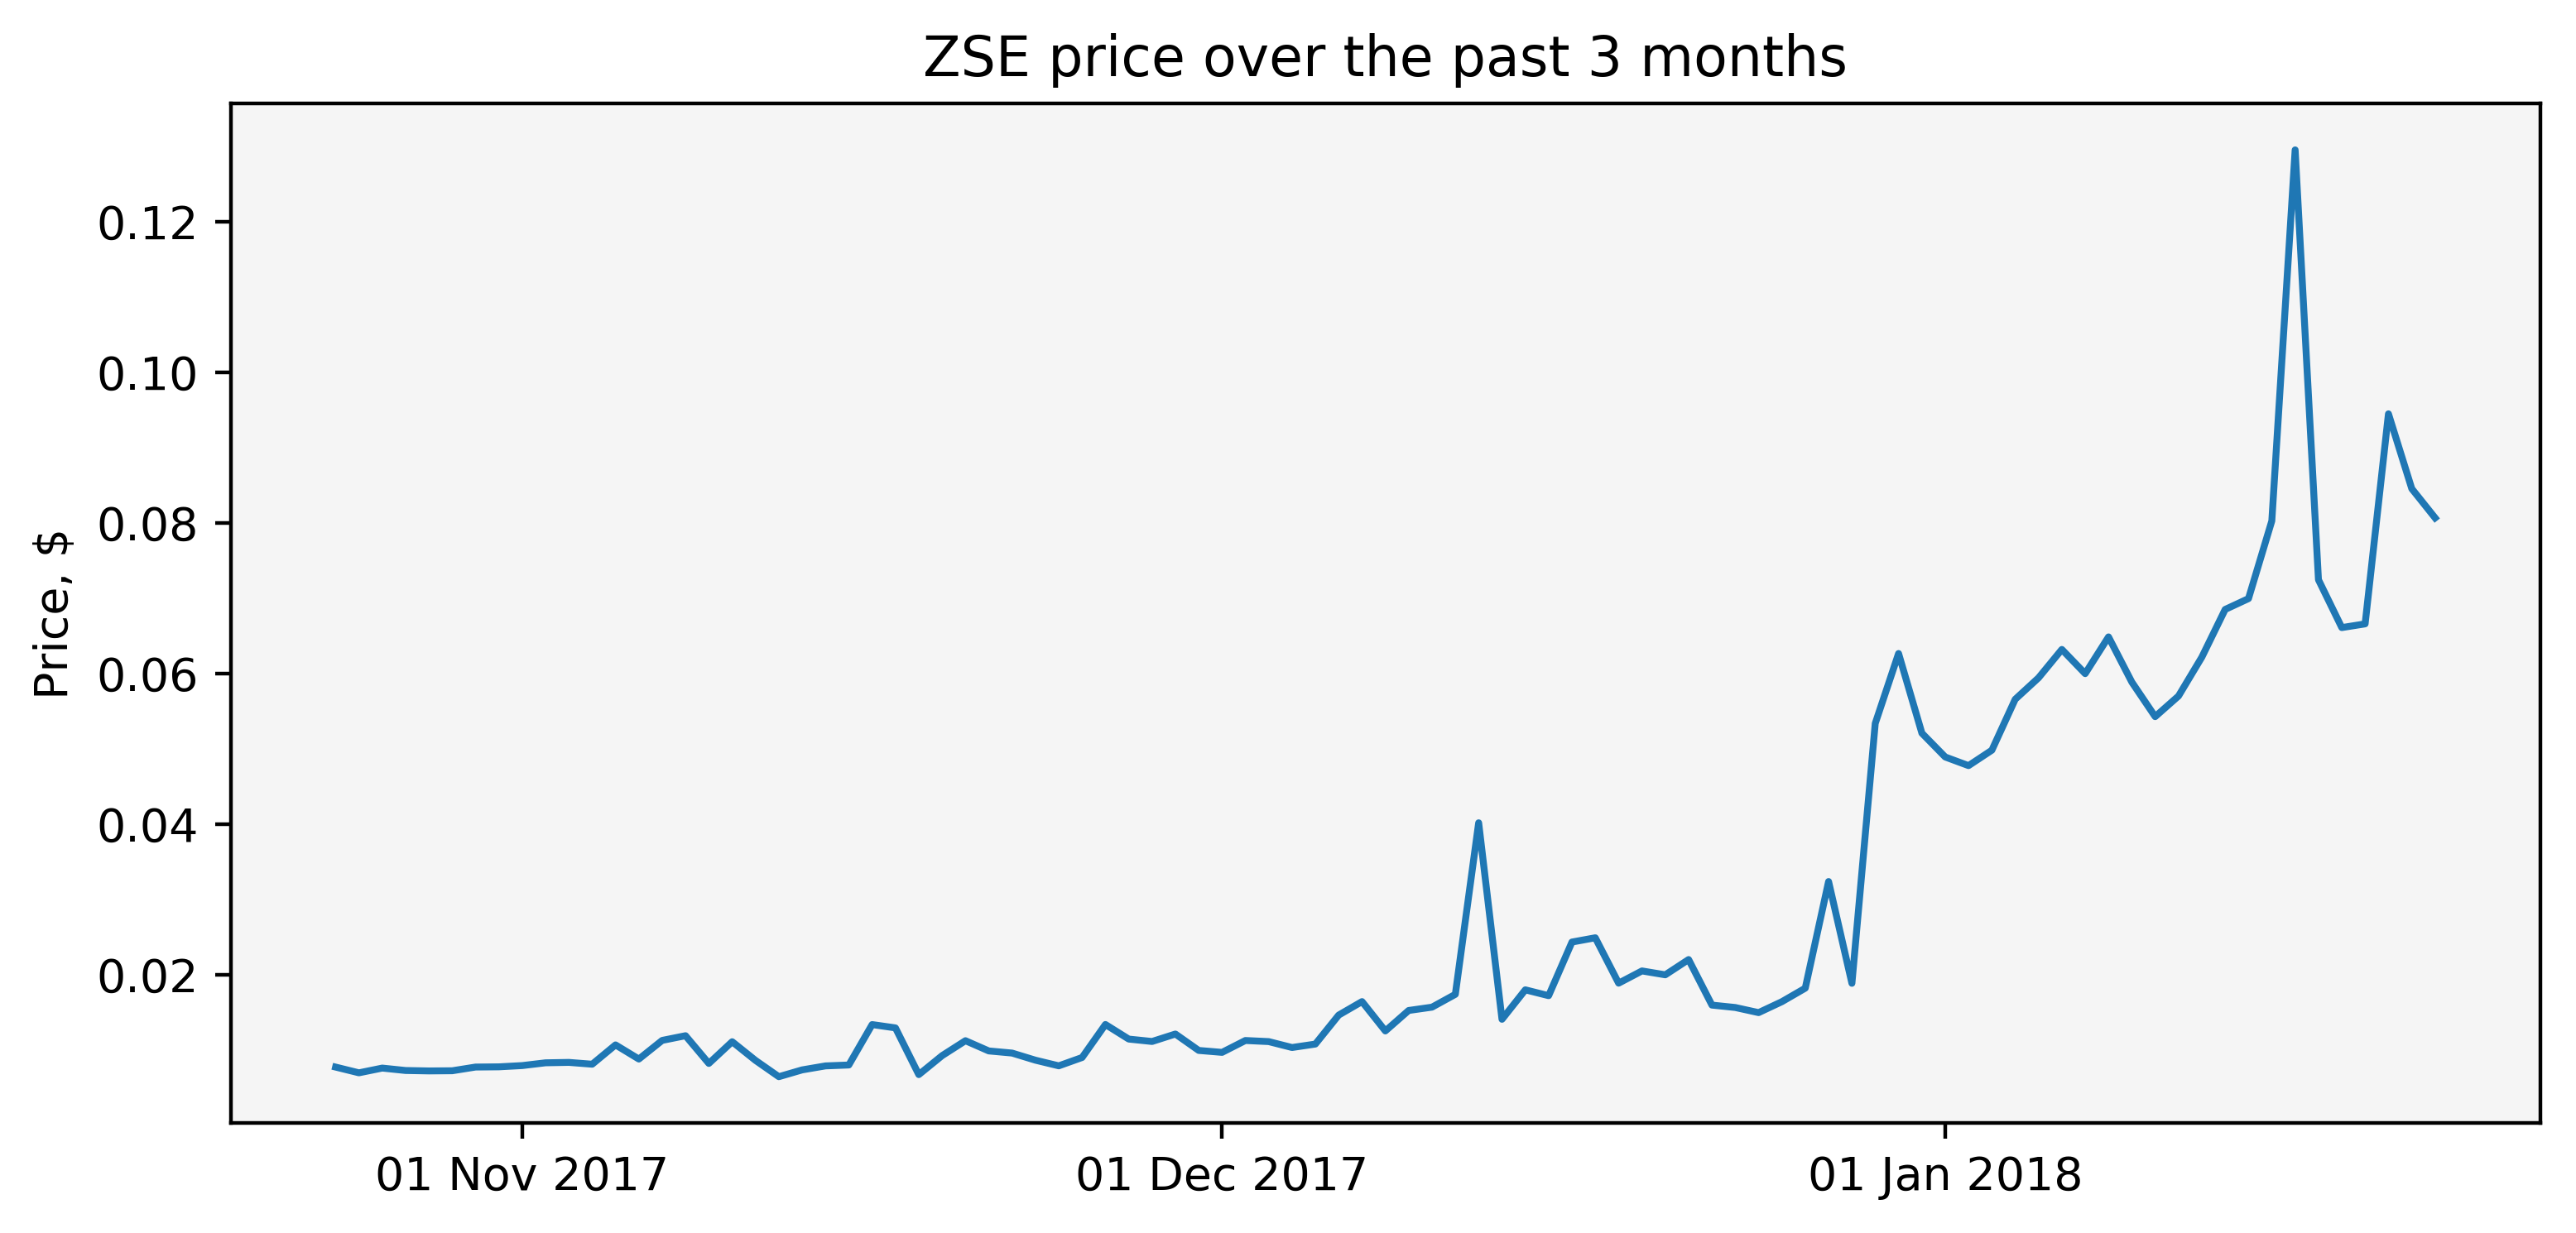 ZSE price over the past 3 months
Price, $
0.12
0.10
0.08
0.06
0.04
0.02
01 Nov 2017
01 Dec 2017
01 Jan 2018